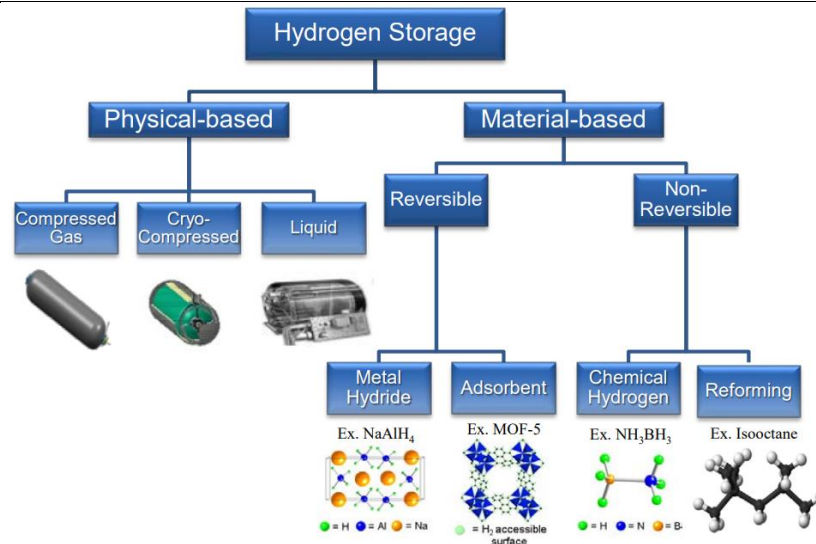 Hydrogen Storage
Physical-based
Material-based
Compressed
Gas
Cryo-
Compressed
Liquid
Reversible
Non-
Reversible
Metal
Hydride
Adsorbent
Chemical
Hydrogen
Reforming
Ex. NaAlH₄
Ex. MOF-5
Ex. NH₃BH₃
Ex. Isooctane
= H = Al = Na
= H₂ accessible
surface
= H = N = B-